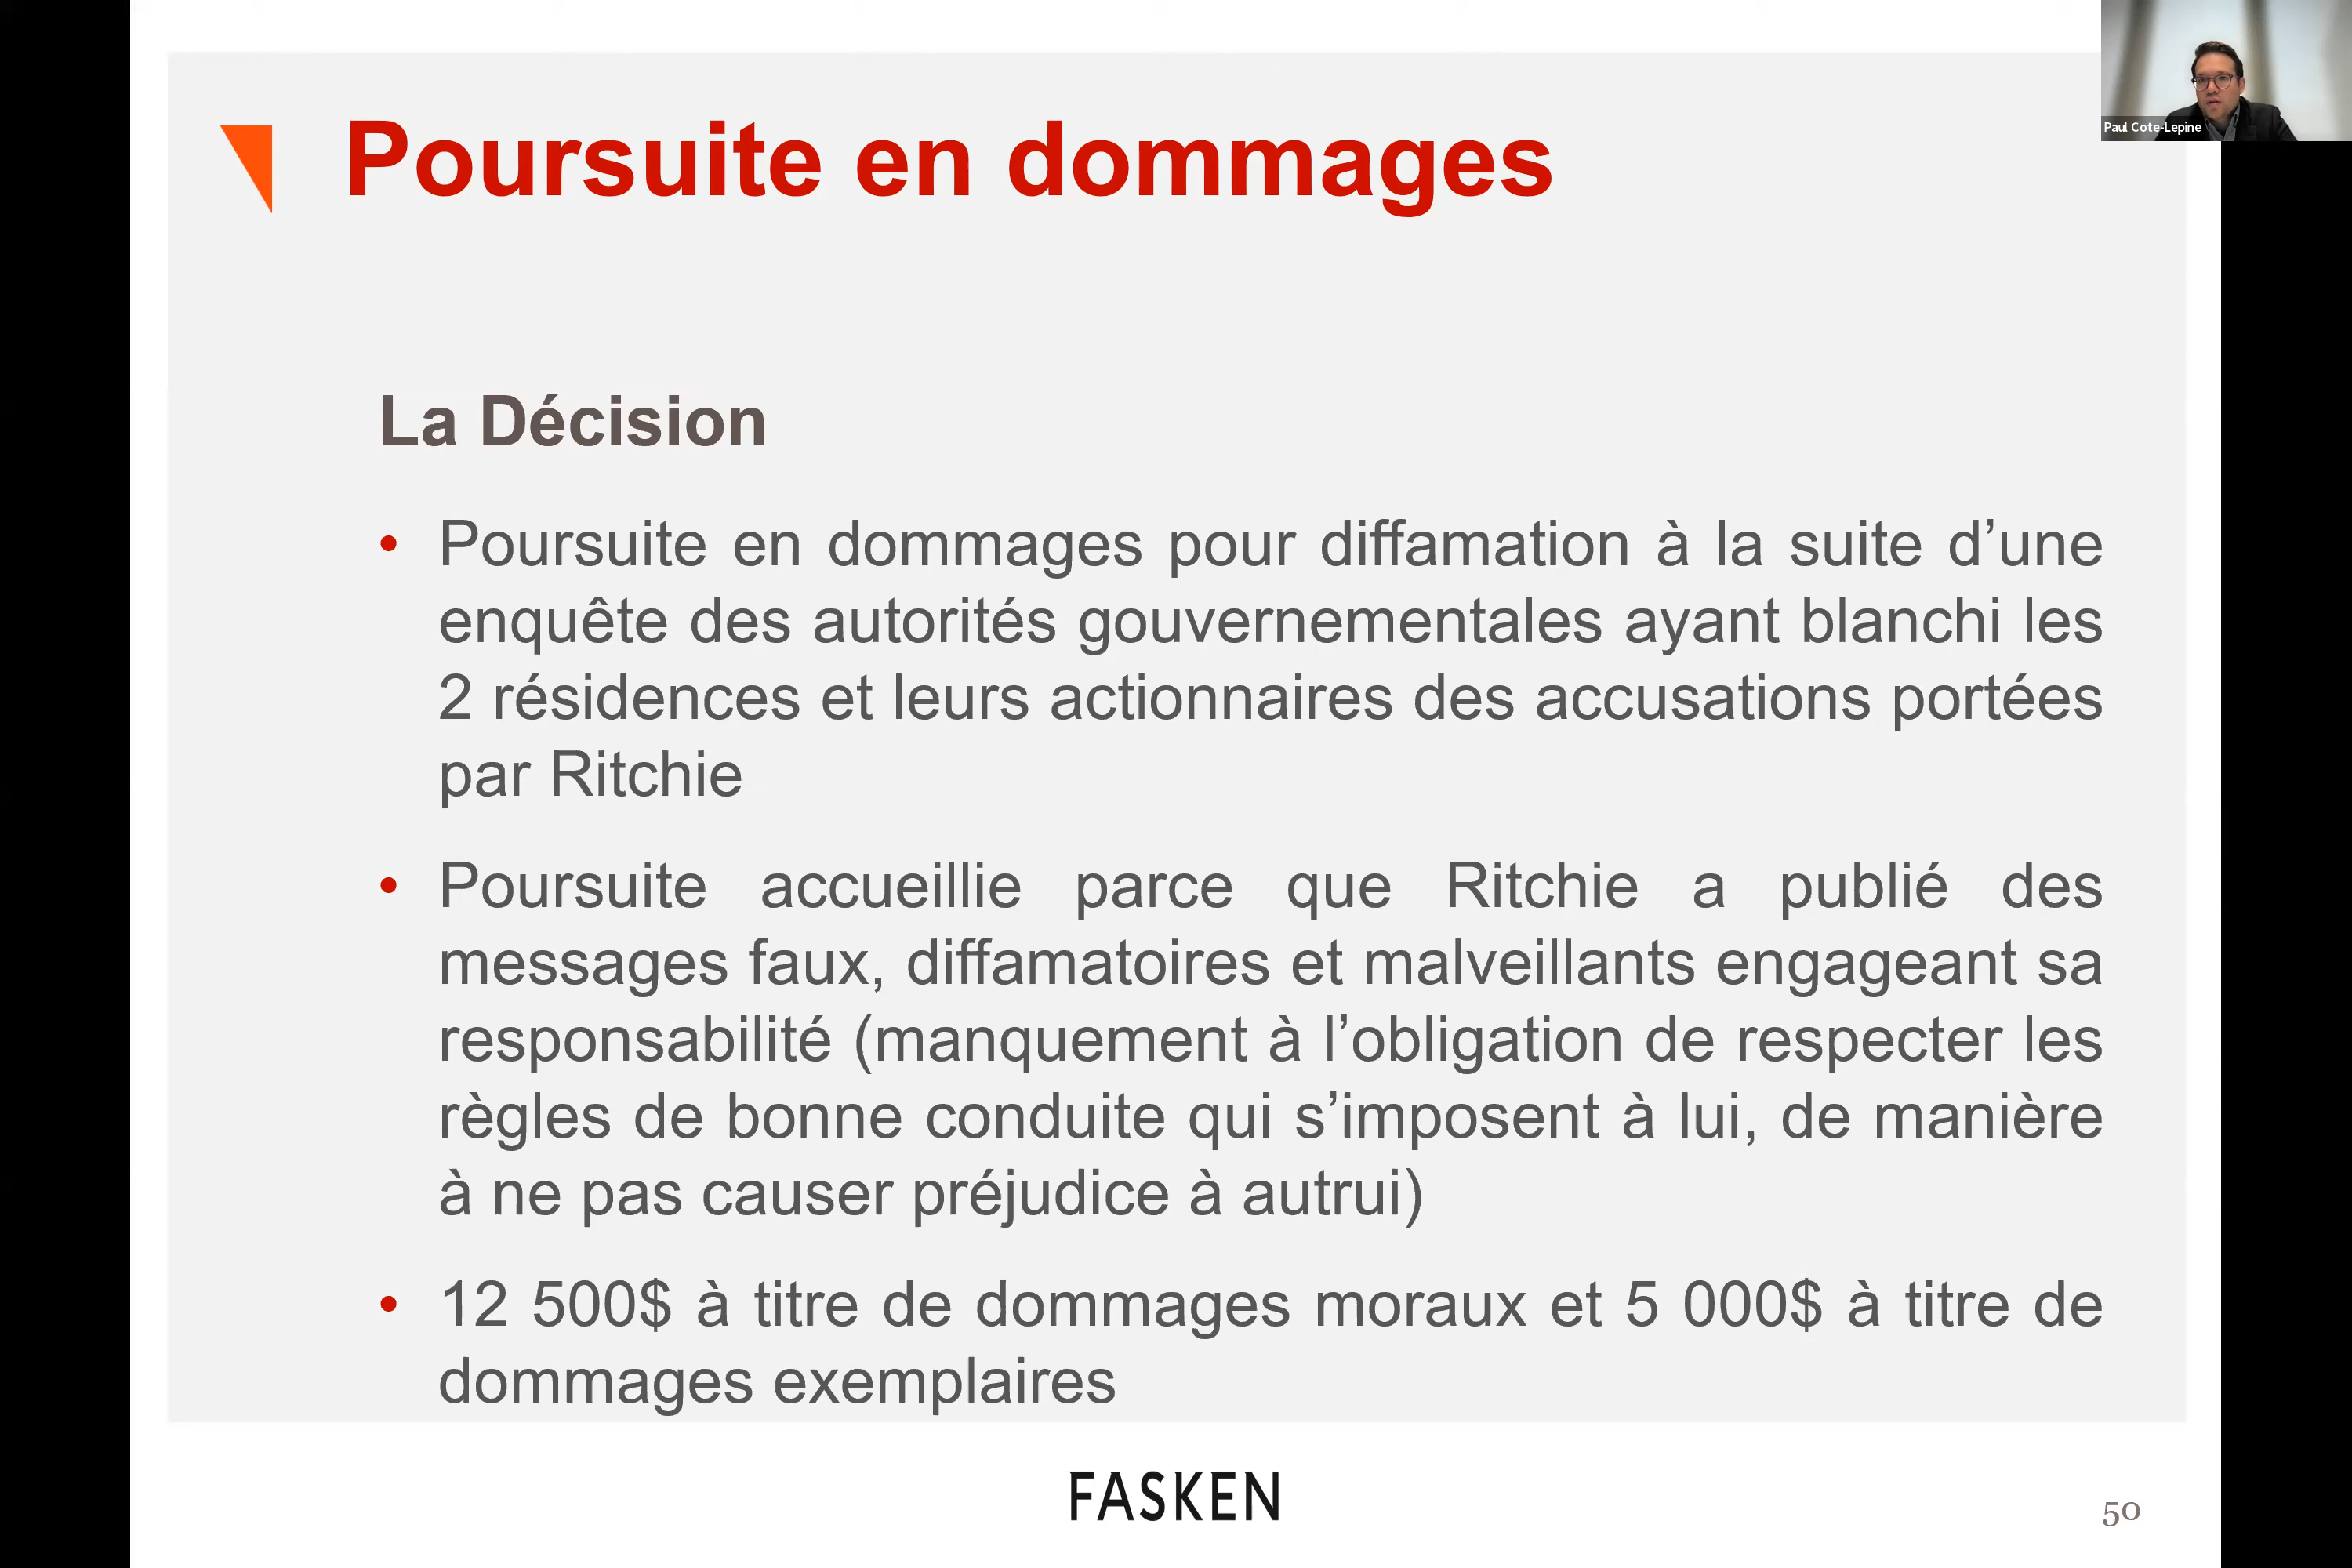 Poursuite en dommages
Paul Cote-Lepine
La Décision
• Poursuite en dommages pour diffamation à la suite d’une
enquête des autorités gouvernementales ayant blanchi les
2 résidences et leurs actionnaires des accusations portées
par Ritchie
• Poursuite accueillie parce que Ritchie a publié des
messages faux, diffamatoires et malveillants engageant sa
responsabilité (manquement à l’obligation de respecter les
règles de bonne conduite qui s’imposent à lui, de manière
à ne pas causer préjudice à autrui)
• 12 500$ à titre de dommages moraux et 5 000$ à titre de
dommages exemplaires
FASKEN
50